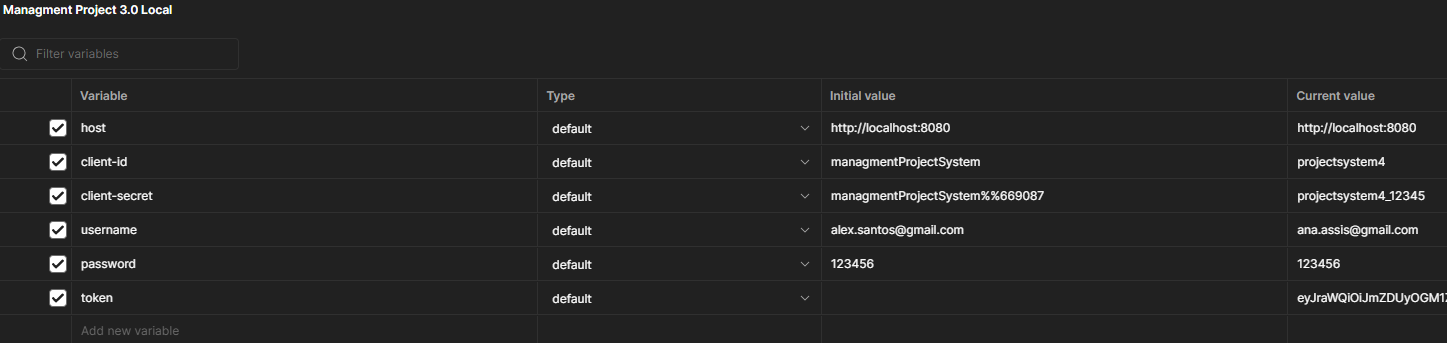 Managment Project 3.0 Local
Filter variables
Variable Type Initial value Current value
host default http://localhost:8080 http://localhost:8080
client-id default managmentProjectSystem projectsystem4
client-secret default managmentProjectSystem%%669087 projectsystem4_12345
username default alex.santos@gmail.com ana.assis@gmail.com
password default 123456 123456
token default eyJraWQiOiJmZDUyOGM1Z
Add new variable